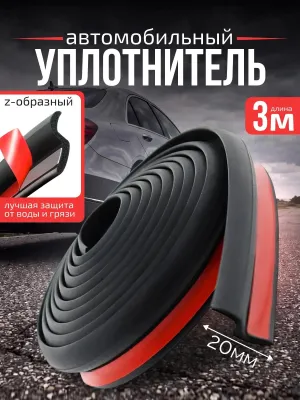 АВТОМОБИЛЬНЫЙ
УПЛОТНИТЕЛЬ
z-образный
длина
3м
лучшая защита
от воды и грязи
20мм